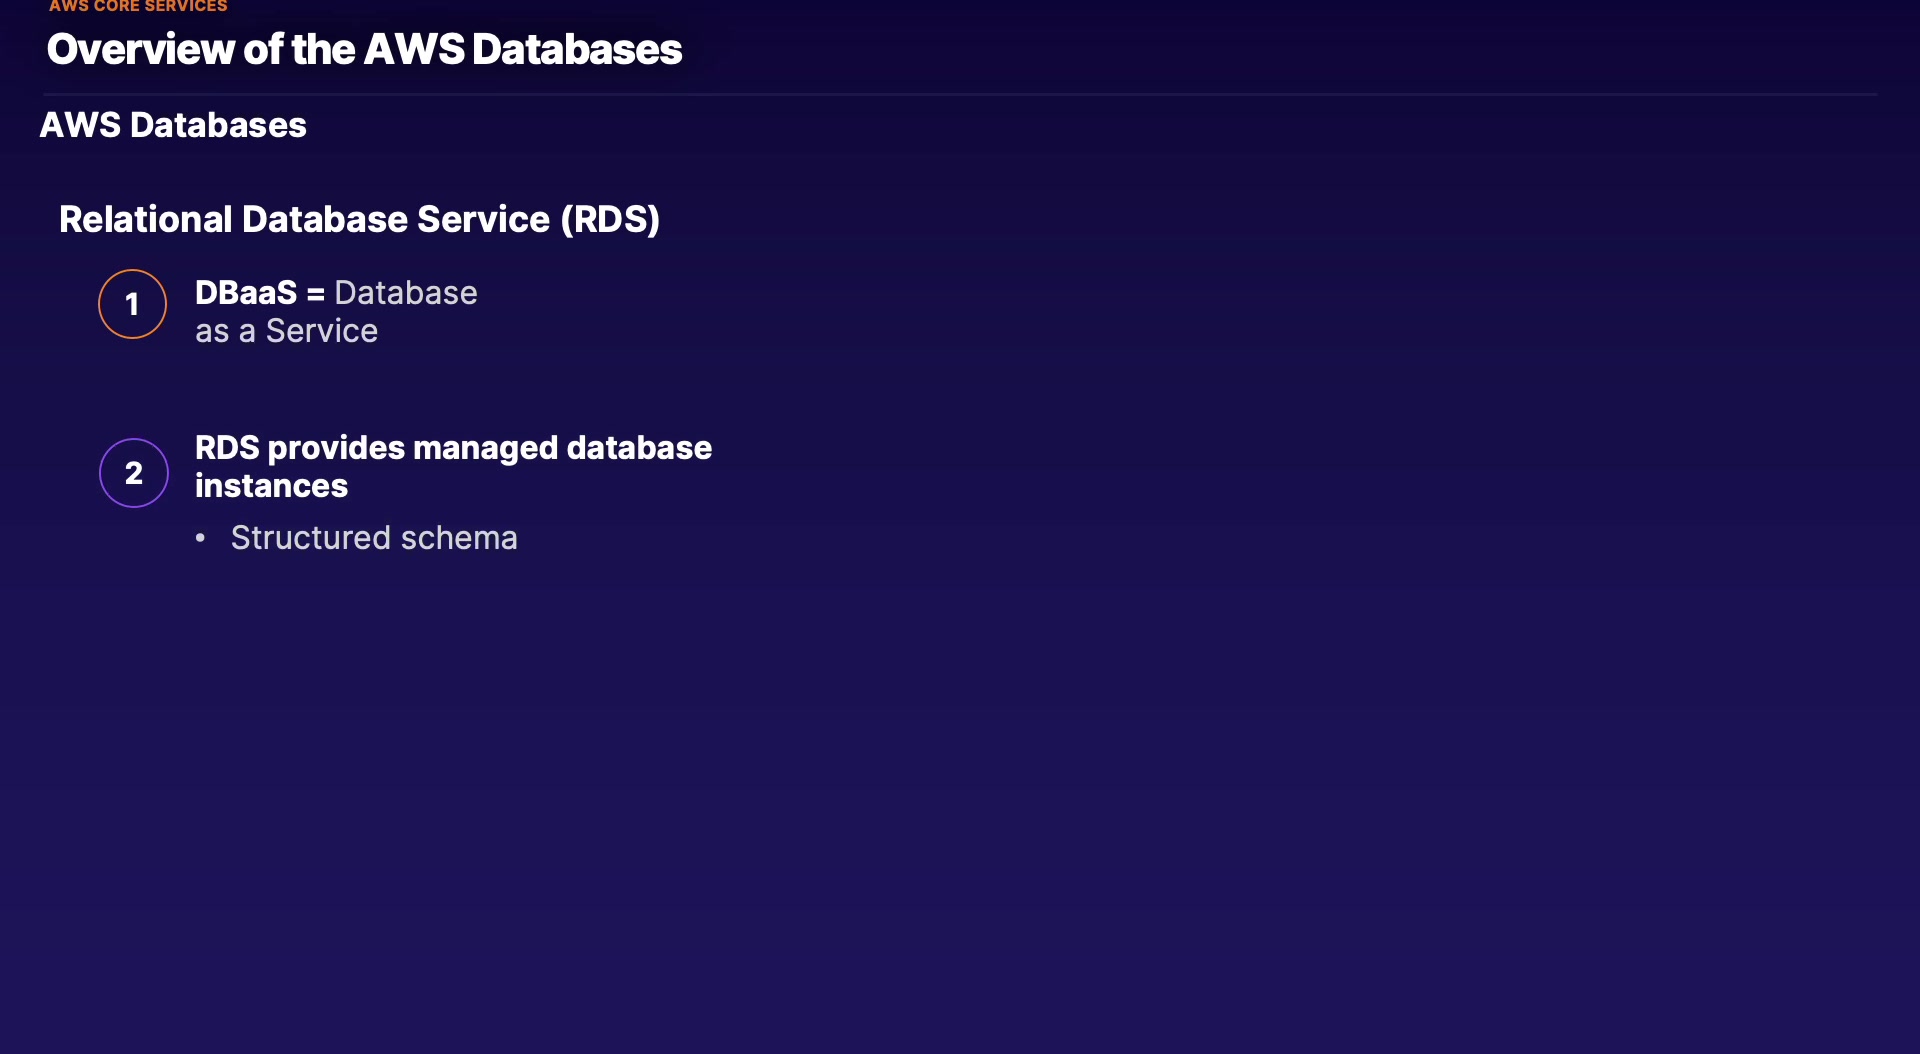 AWS CORE SERVICES
Overview of the AWS Databases
AWS Databases
Relational Database Service (RDS)
1
DBaaS = Database
as a Service
2
RDS provides managed database
instances
• Structured schema